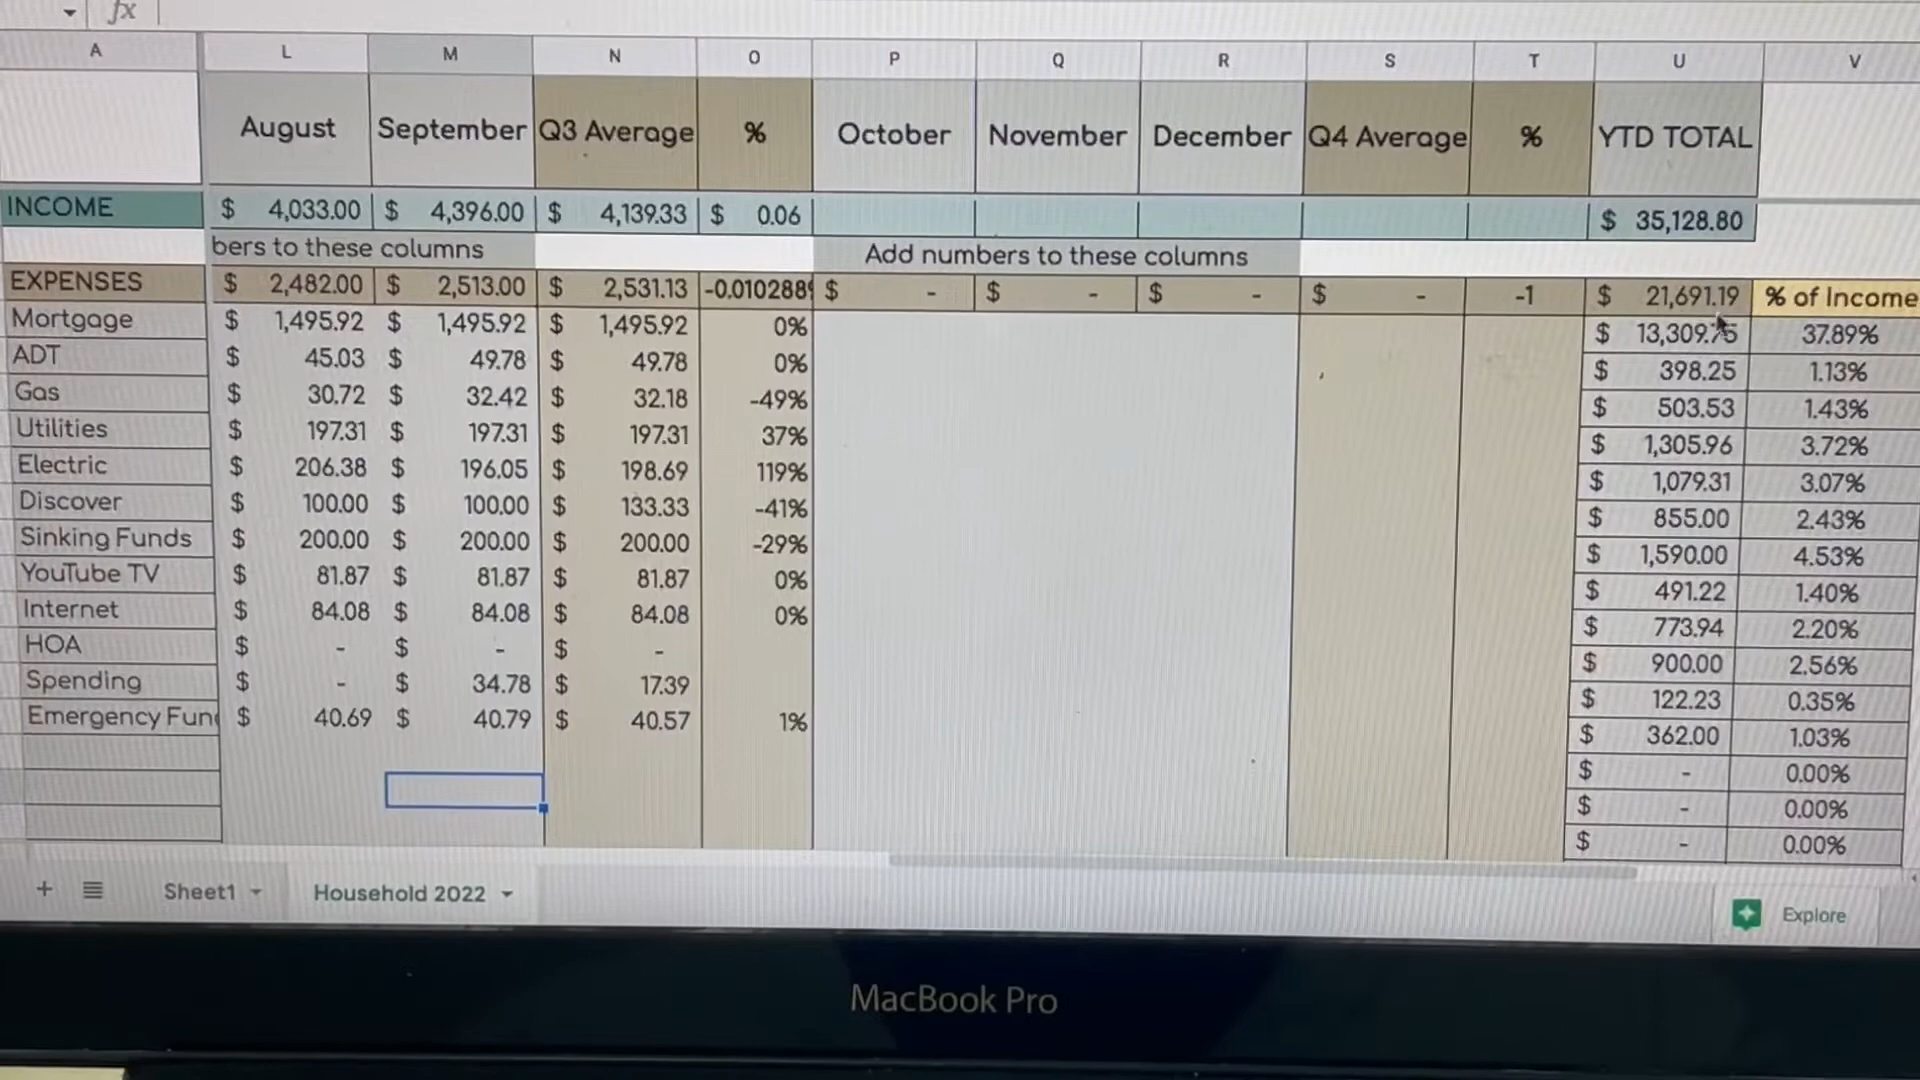 fx
A L M N O P Q R S T U V
August September Q3 Average % October November December Q4 Average % YTD TOTAL
INCOME $ 4,033.00 $ 4,396.00 $ 4,139.33 $ 0.06 $ 35,128.80
bers to these columns Add numbers to these columns
EXPENSES $ 2,482.00 $ 2,513.00 $ 2,531.13 -0.010288 $ - $ - $ - $ - -1 $ 21,691.19 % of Income
Mortgage $ 1,495.92 $ 1,495.92 $ 1,495.92 0% $ 13,309.75 37.89%
ADT $ 45.03 $ 49.78 $ 49.78 0% $ 398.25 1.13%
Gas $ 30.72 $ 32.42 $ 32.18 -49% $ 503.53 1.43%
Utilities $ 197.31 $ 197.31 $ 197.31 37% $ 1,305.96 3.72%
Electric $ 206.38 $ 196.05 $ 198.69 119% $ 1,079.31 3.07%
Discover $ 100.00 $ 100.00 $ 133.33 -41% $ 855.00 2.43%
Sinking Funds $ 200.00 $ 200.00 $ 200.00 -29% $ 1,590.00 4.53%
YouTube TV $ 81.87 $ 81.87 $ 81.87 0% $ 491.22 1.40%
Internet $ 84.08 $ 84.08 $ 84.08 0% $ 773.94 2.20%
HOA $ - $ - $ - $ 900.00 2.56%
Spending $ - $ 34.78 $ 17.39 $ 122.23 0.35%
Emergency Fun $ 40.69 $ 40.79 $ 40.57 1% $ 362.00 1.03%
$ - 0.00%
$ - 0.00%
$ - 0.00%
+ Sheet1 Household 2022 Explore
MacBook Pro